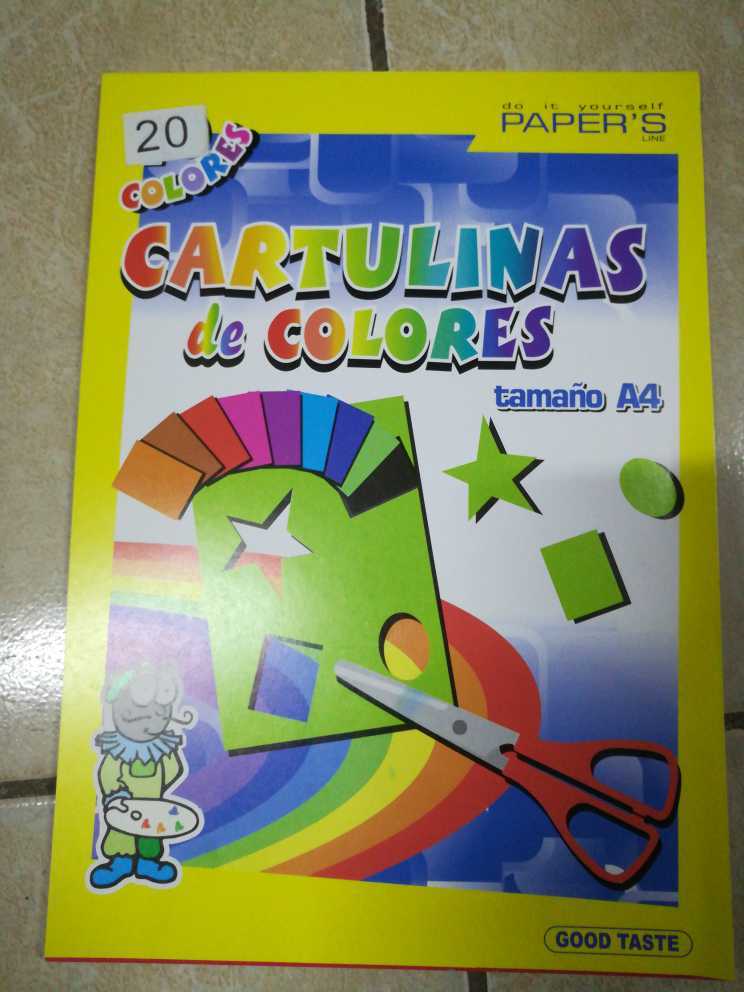 do it yourself
PAPER'S
LINE
20
COLORES
CARTULINAS
de COLORES
tamaño A4
GOOD TASTE